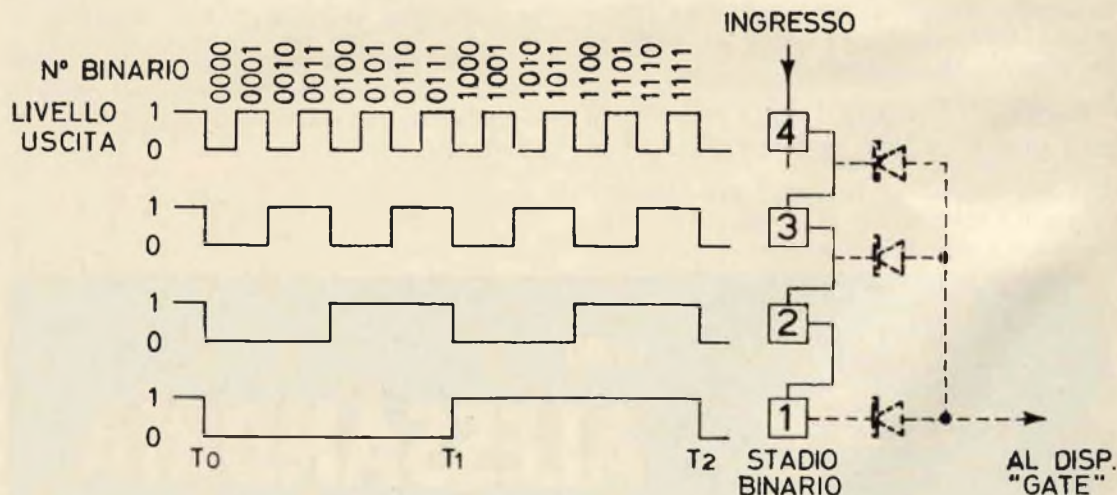 INGRESSO
N° BINARIO
0000 0001 0010 0011 0100 0101 0110 0111 1000 1001 1010 1011 1100 1101 1110 1111
LIVELLO
USCITA
1
0
4
1
0
3
1
0
2
1
0
1
T0 T1 T2
STADIO
BINARIO
AL DISP.
"GATE"